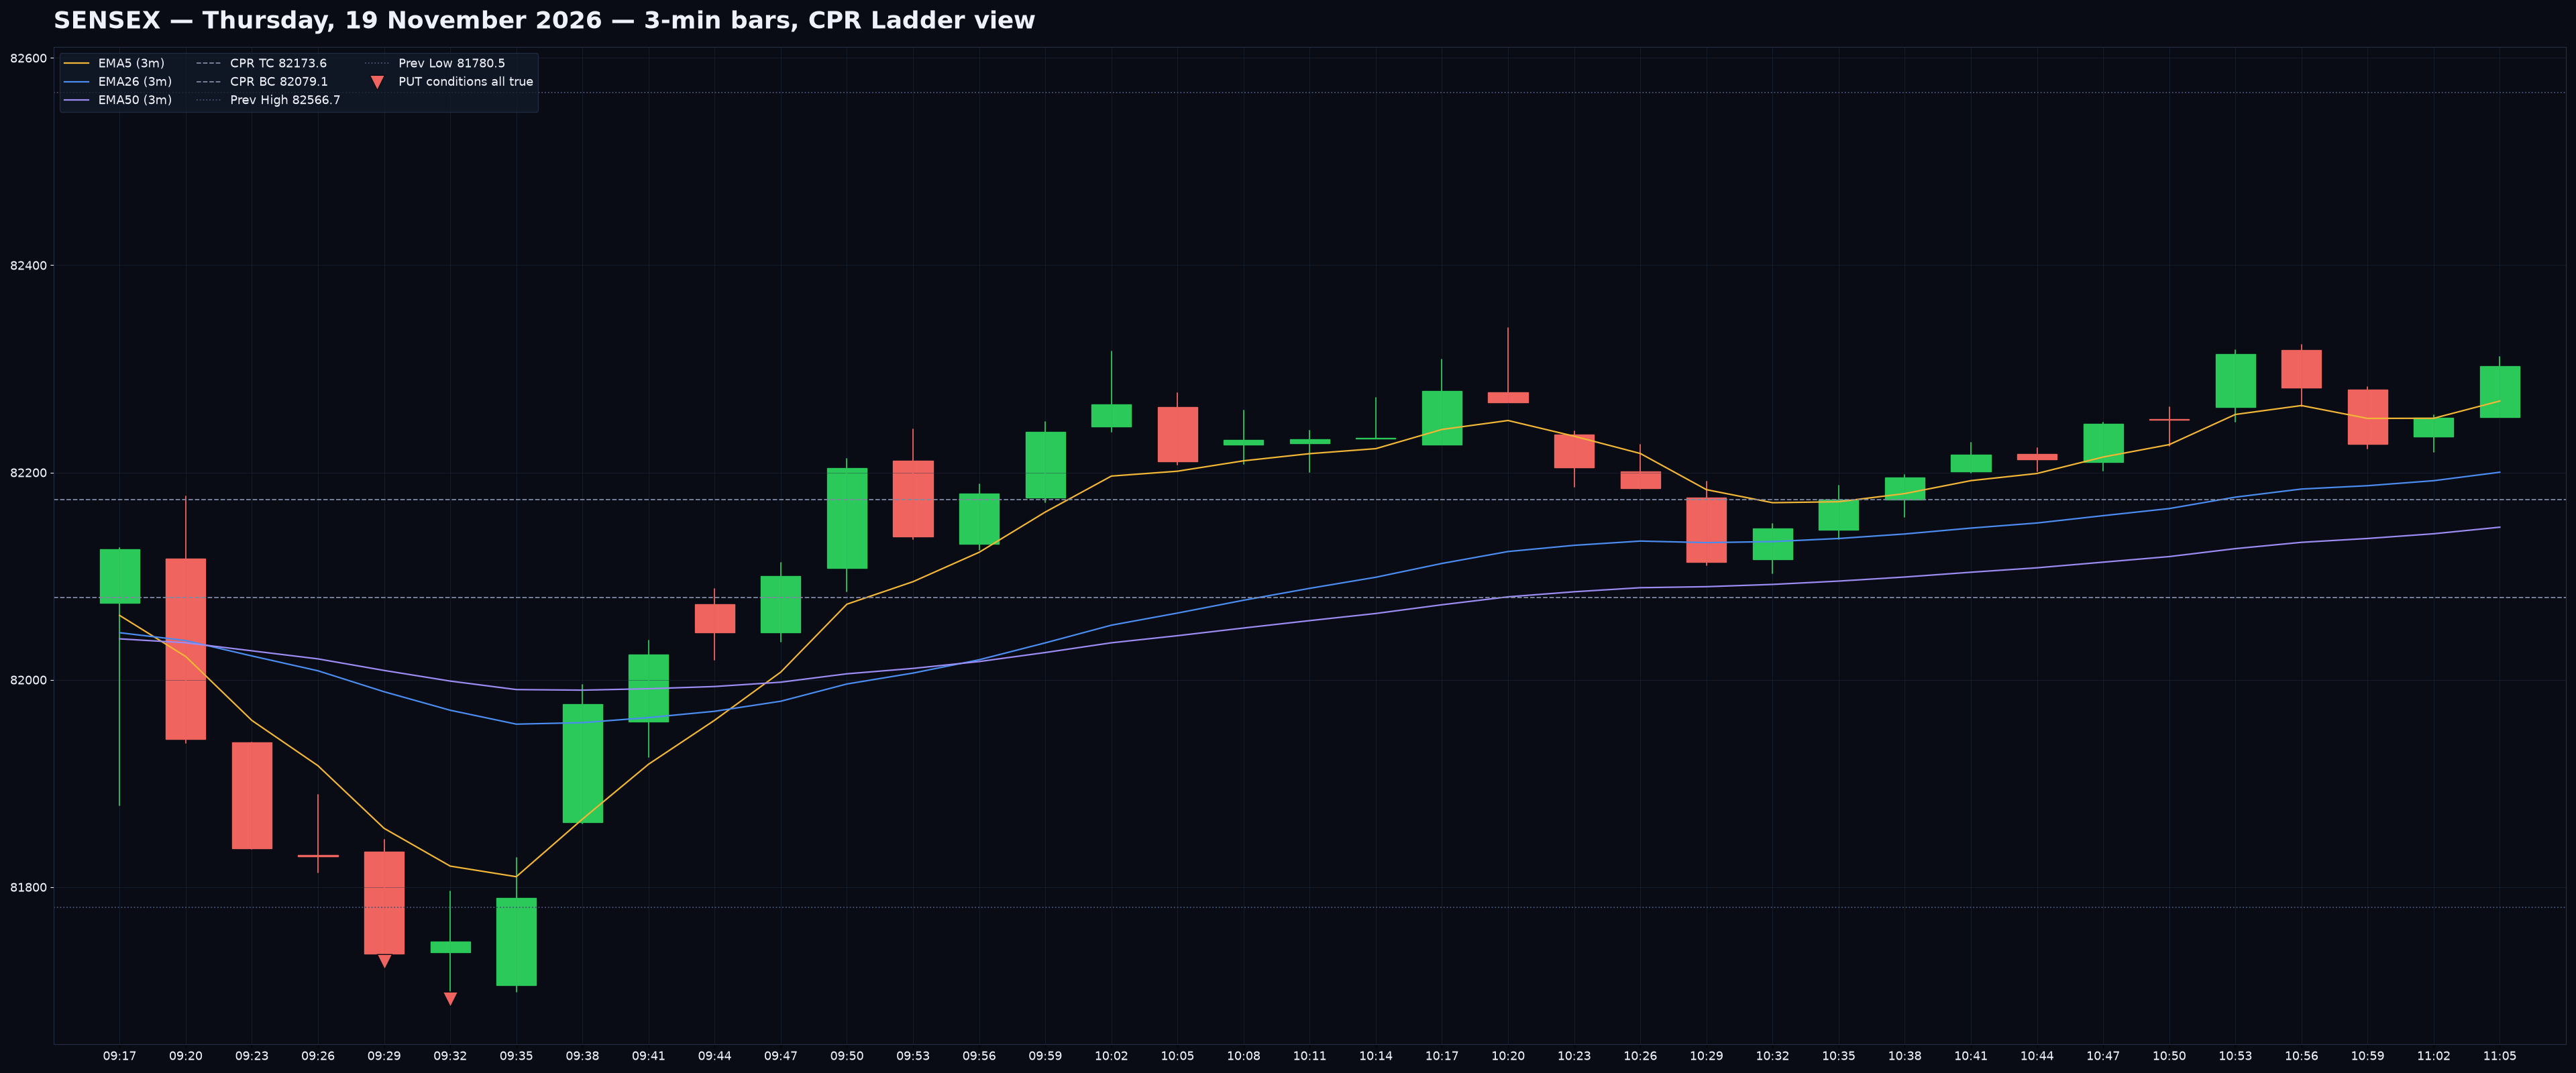 SENSEX — Thursday, 19 November 2026 — 3-min bars, CPR Ladder view
EMA5 (3m)
EMA26 (3m)
EMA50 (3m)
CPR TC 82173.6
CPR BC 82079.1
Prev High 82566.7
Prev Low 81780.5
PUT conditions all true
82600
82400
82200
82000
81800
09:17 09:20 09:23 09:26 09:29 09:32 09:35 09:38 09:41 09:44 09:47 09:50 09:53 09:56 09:59 10:02 10:05 10:08 10:11 10:14 10:17 10:20 10:23 10:26 10:29 10:32 10:35 10:38 10:41 10:44 10:47 10:50 10:53 10:56 10:59 11:02 11:05